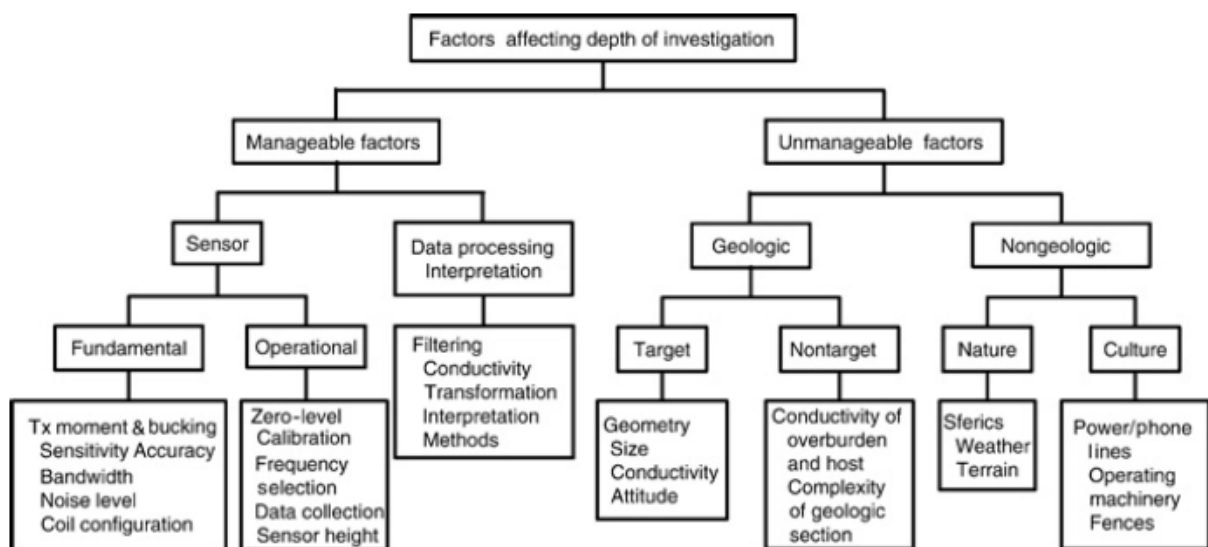 Factors affecting depth of investigation
Manageable factors
Unmanageable factors
Sensor
Data processing
Interpretation
Geologic
Nongeologic
Fundamental
Operational
Filtering
Conductivity
Transformation
Interpretation
Methods
Target
Nontarget
Nature
Culture
Tx moment & bucking
Sensitivity Accuracy
Bandwidth
Noise level
Coil configuration
Zero-level
Calibration
Frequency
selection
Data collection
Sensor height
Geometry
Size
Conductivity
Attitude
Conductivity of
overburden
and host
Complexity
of geologic
section
Sferics
Weather
Terrain
Power/phone
lines
Operating
machinery
Fences